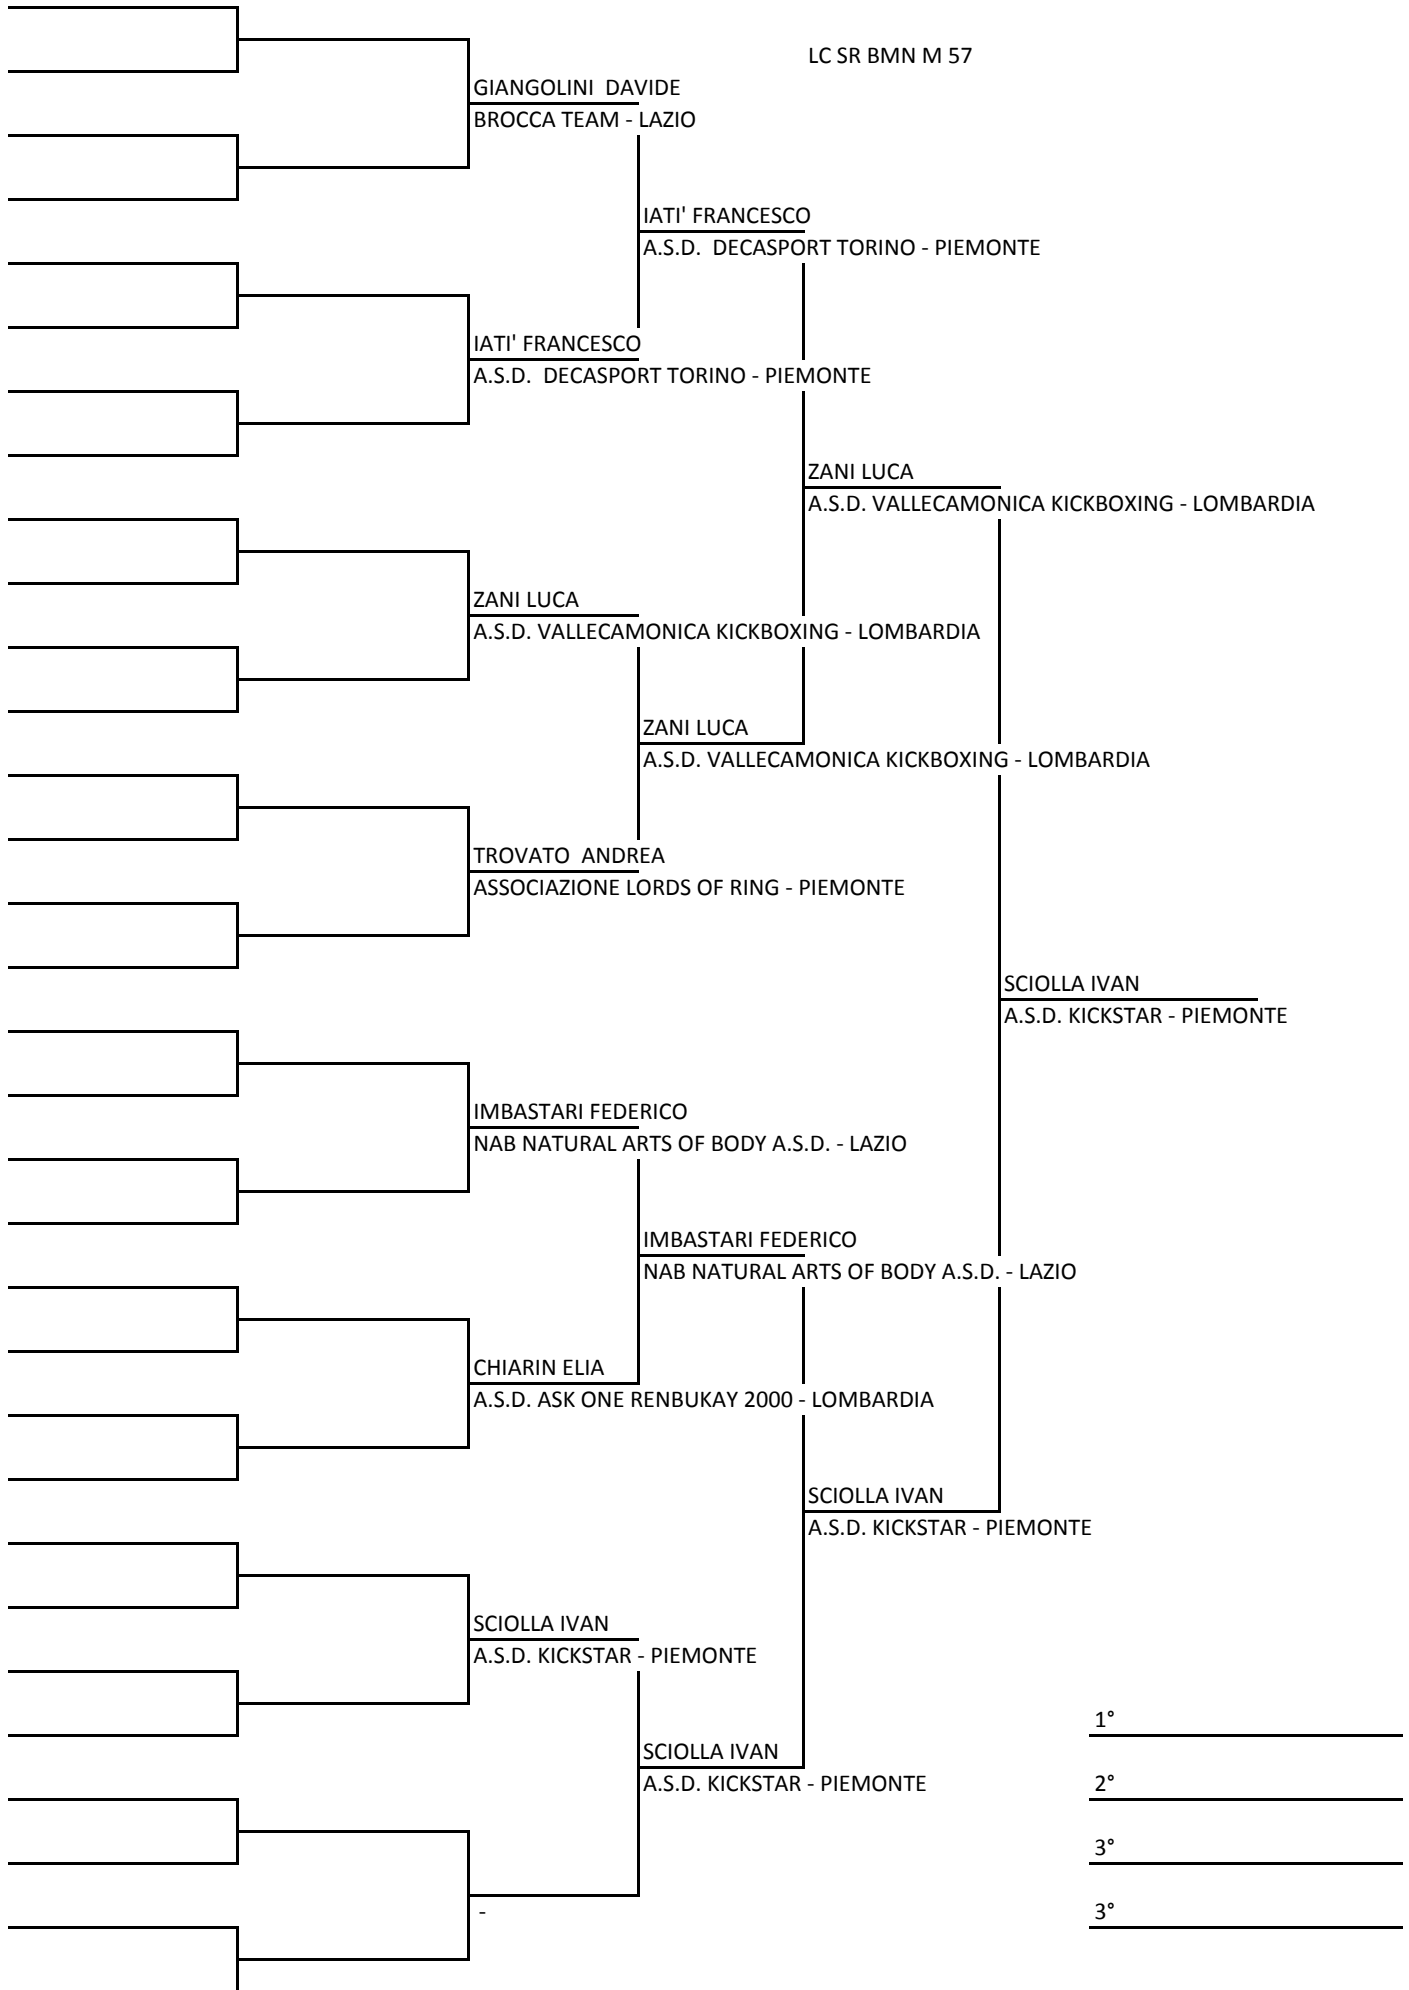 LC SR BMN M 57
GIANGOLINI  DAVIDE
BROCCA TEAM - LAZIO
IATI' FRANCESCO
A.S.D.  DECASPORT TORINO - PIEMONTE
IATI' FRANCESCO
A.S.D.  DECASPORT TORINO - PIEMONTE
ZANI LUCA
A.S.D. VALLECAMONICA KICKBOXING - LOMBARDIA
ZANI LUCA
A.S.D. VALLECAMONICA KICKBOXING - LOMBARDIA
ZANI LUCA
A.S.D. VALLECAMONICA KICKBOXING - LOMBARDIA
TROVATO  ANDREA
ASSOCIAZIONE LORDS OF RING - PIEMONTE
SCIOLLA IVAN
A.S.D. KICKSTAR - PIEMONTE
IMBASTARI FEDERICO
NAB NATURAL ARTS OF BODY A.S.D. - LAZIO
IMBASTARI FEDERICO
NAB NATURAL ARTS OF BODY A.S.D. - LAZIO
CHIARIN ELIA
A.S.D. ASK ONE RENBUKAY 2000 - LOMBARDIA
SCIOLLA IVAN
A.S.D. KICKSTAR - PIEMONTE
SCIOLLA IVAN
A.S.D. KICKSTAR - PIEMONTE
1°
SCIOLLA IVAN
A.S.D. KICKSTAR - PIEMONTE
2°
3°
3°
-